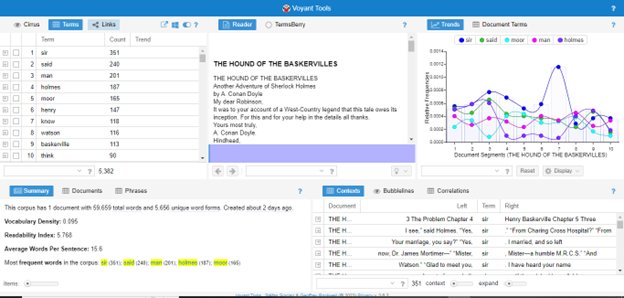 Voyant Tools
Cirrus Terms Links ?
Reader TermsBerry ?
Trends Document Terms ?
Term Count Trend
1 sir 351
2 said 240
3 man 201
4 holmes 187
5 moor 165
6 henry 147
7 know 118
8 watson 116
9 baskerville 113
10 think 90
? 5,382
THE HOUND OF THE BASKERVILLES
THE HOUND OF THE BASKERVILLES
Another Adventure of Sherlock Holmes
by A. Conan Doyle
My dear Robinson,
It was to your account of a West-Country legend that this tale owes its
inception. For this and for your help in the details all thanks.
Yours most truly,
A. Conan Doyle
Hindhead,
?
sir said moor man holmes
Relative Frequencies
0.0014
0.0012
0.0010
0.0008
0.0006
0.0004
0.0002
0.0000
1 2 3 4 5 6 7 8 9 10
Document Segments (THE HOUND OF THE BASKERVILLES)
? Reset Display
Summary Documents Phrases ?
This corpus has 1 document with 59,659 total words and 5,656 unique word forms. Created about 2 days ago.
Vocabulary Density: 0.095
Readability Index: 5.768
Average Words Per Sentence: 15.6
Most frequent words in the corpus: sir (351); said (240); man (201); holmes (187); moor (165)
Items:
Contexts Bubblelines Correlations ?
Document Left Term Right
THE H... 3 The Problem Chapter 4 sir Henry Baskerville Chapter 5 Three
THE H... I see," said Holmes. "Yes, sir ." "From Charing Cross Hospital?" "From
THE H... Your marriage, you say?" "Yes, sir I married, and so left
THE H... now, Dr. James Mortimer—" "Mister, sir , Mister—a humble M.R.C.S." "And
THE H... Watson." "Glad to meet you, sir I have heard your name
? 351 context expand